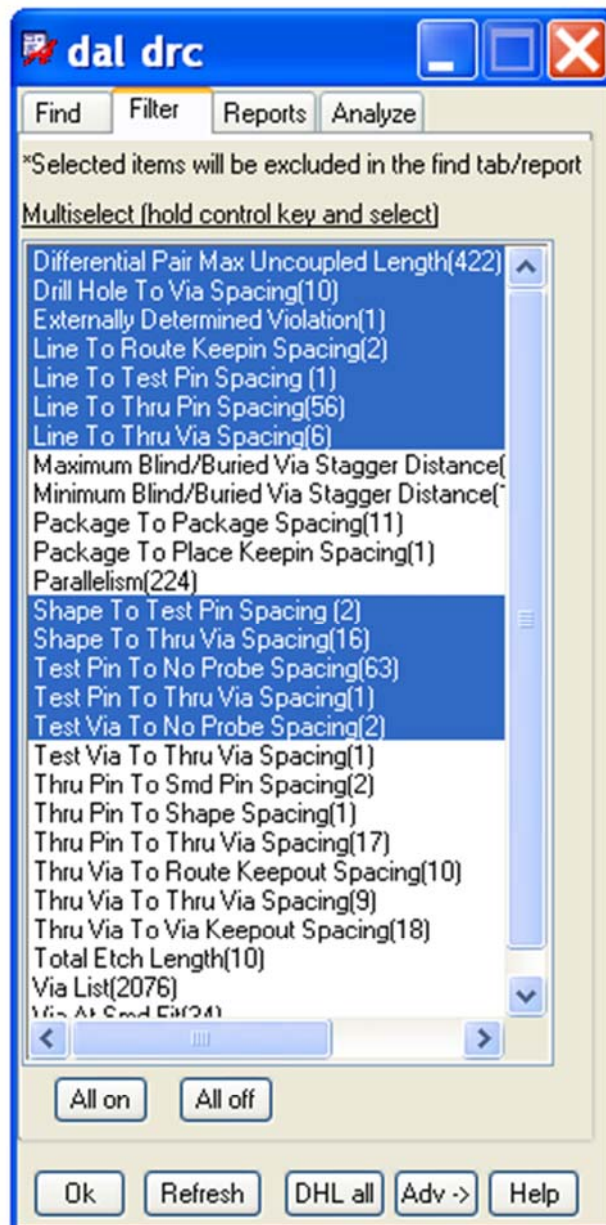 dal drc
Find Filter Reports Analyze
*Selected items will be excluded in the find tab/report
Multiselect (hold control key and select)
Differential Pair Max Uncoupled Length(422)
Drill Hole To Via Spacing(10)
Externally Determined Violation(1)
Line To Route Keepin Spacing(2)
Line To Test Pin Spacing (1)
Line To Thru Pin Spacing(56)
Line To Thru Via Spacing(6)
Maximum Blind/Buried Via Stagger Distance(
Minimum Blind/Buried Via Stagger Distance(
Package To Package Spacing(11)
Package To Place Keepin Spacing(1)
Parallelism(224)
Shape To Test Pin Spacing (2)
Shape To Thru Via Spacing(16)
Test Pin To No Probe Spacing(63)
Test Pin To Thru Via Spacing(1)
Test Via To No Probe Spacing(2)
Test Via To Thru Via Spacing(1)
Thru Pin To Smd Pin Spacing(2)
Thru Pin To Shape Spacing(1)
Thru Pin To Thru Via Spacing(17)
Thru Via To Route Keepout Spacing(10)
Thru Via To Thru Via Spacing(9)
Thru Via To Via Keepout Spacing(18)
Total Etch Length(10)
Via List(2076)
Via At Smd Fit(34)
All on All off
Ok Refresh DHL all Adv -> Help